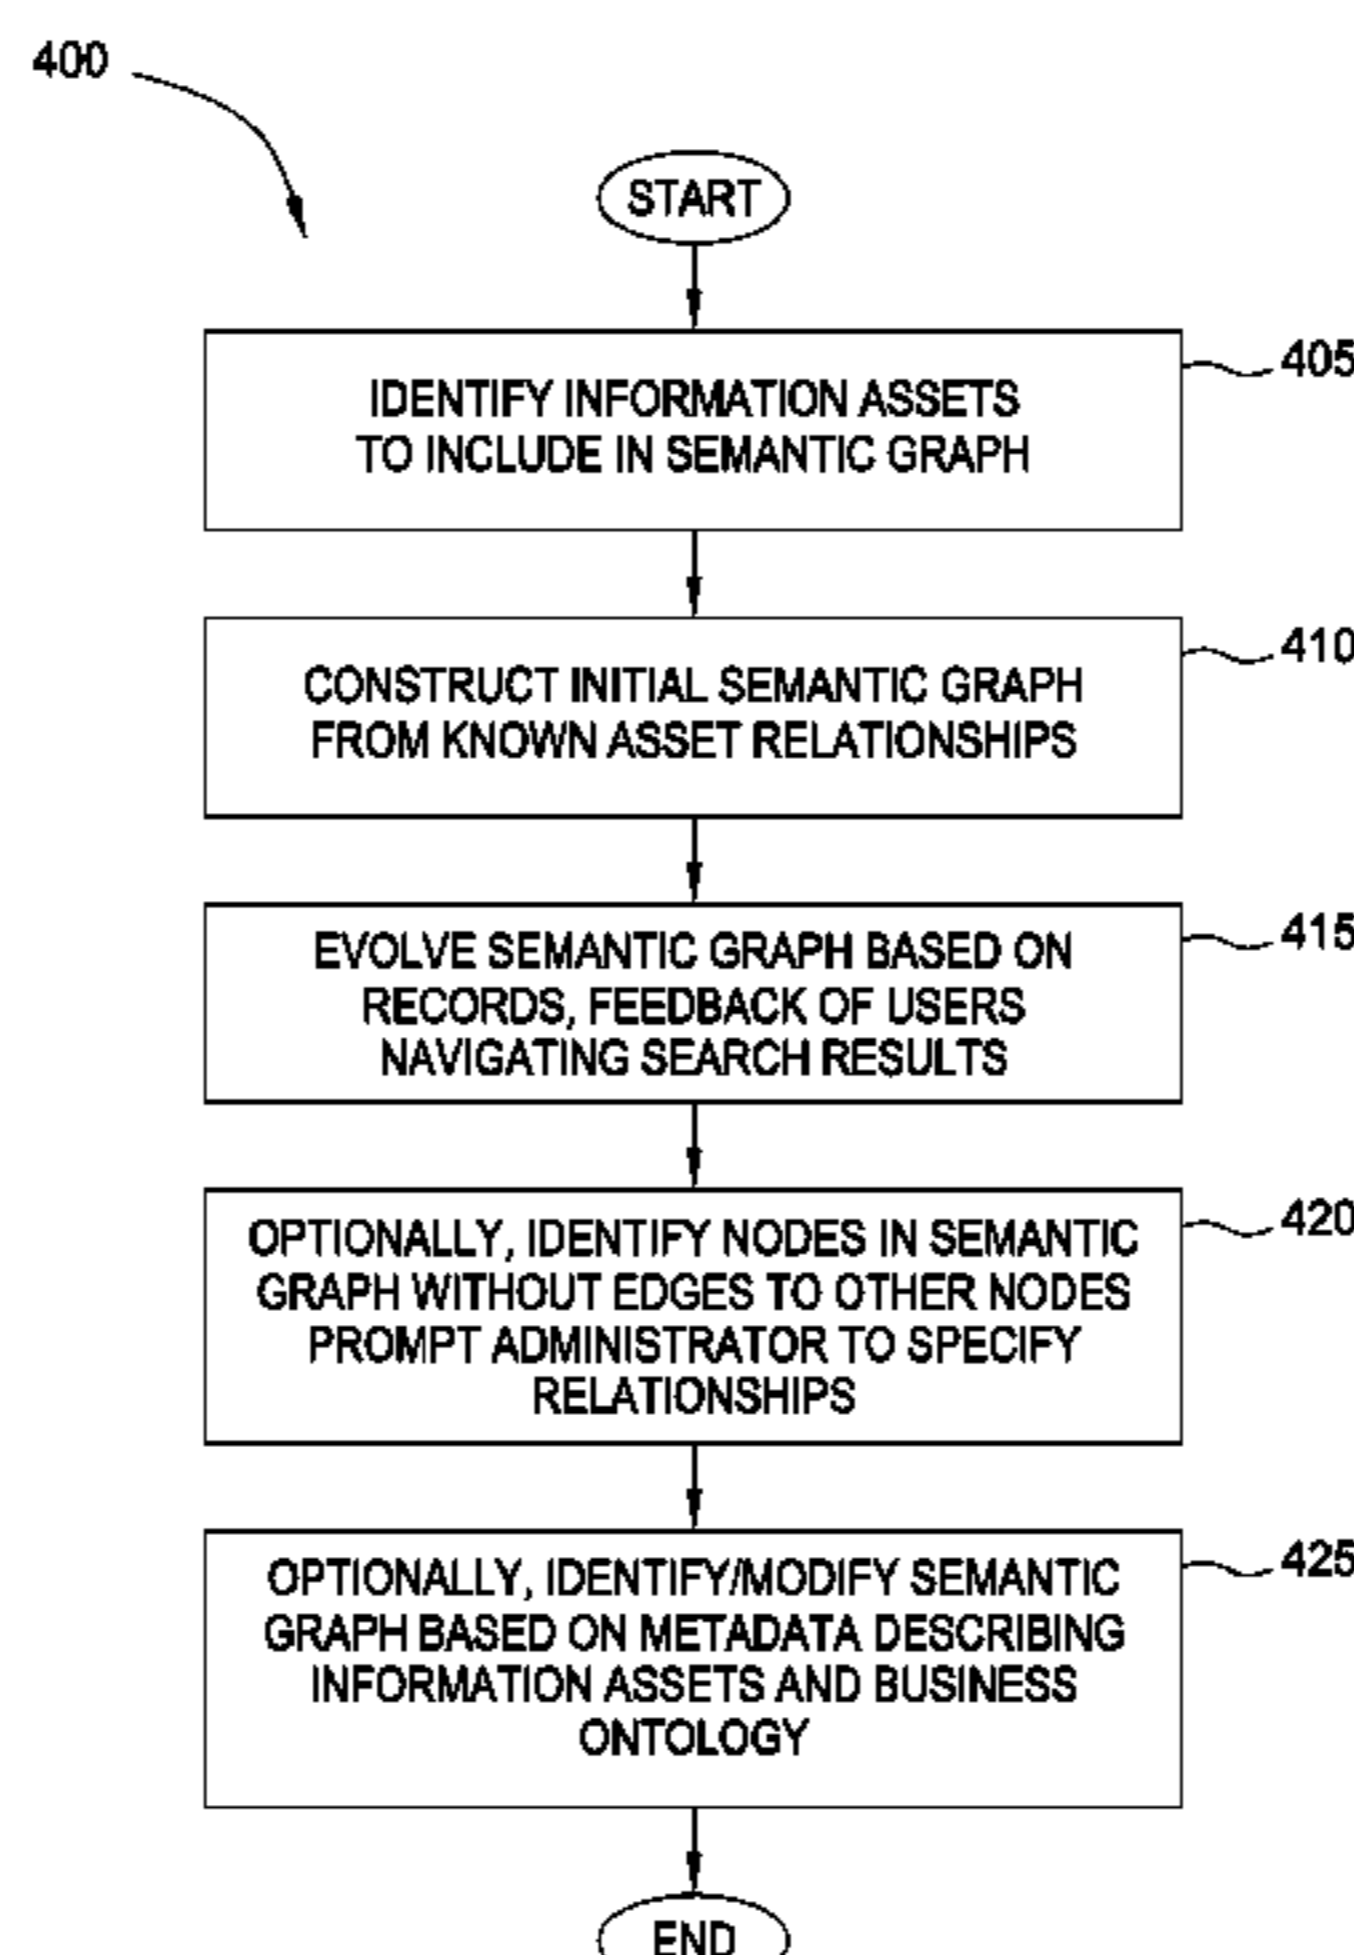 400
START
IDENTIFY INFORMATION ASSETS
TO INCLUDE IN SEMANTIC GRAPH
405
CONSTRUCT INITIAL SEMANTIC GRAPH
FROM KNOWN ASSET RELATIONSHIPS
410
EVOLVE SEMANTIC GRAPH BASED ON
RECORDS, FEEDBACK OF USERS
NAVIGATING SEARCH RESULTS
415
OPTIONALLY, IDENTIFY NODES IN SEMANTIC
GRAPH WITHOUT EDGES TO OTHER NODES
PROMPT ADMINISTRATOR TO SPECIFY
RELATIONSHIPS
420
OPTIONALLY, IDENTIFY/MODIFY SEMANTIC
GRAPH BASED ON METADATA DESCRIBING
INFORMATION ASSETS AND BUSINESS
ONTOLOGY
425
END